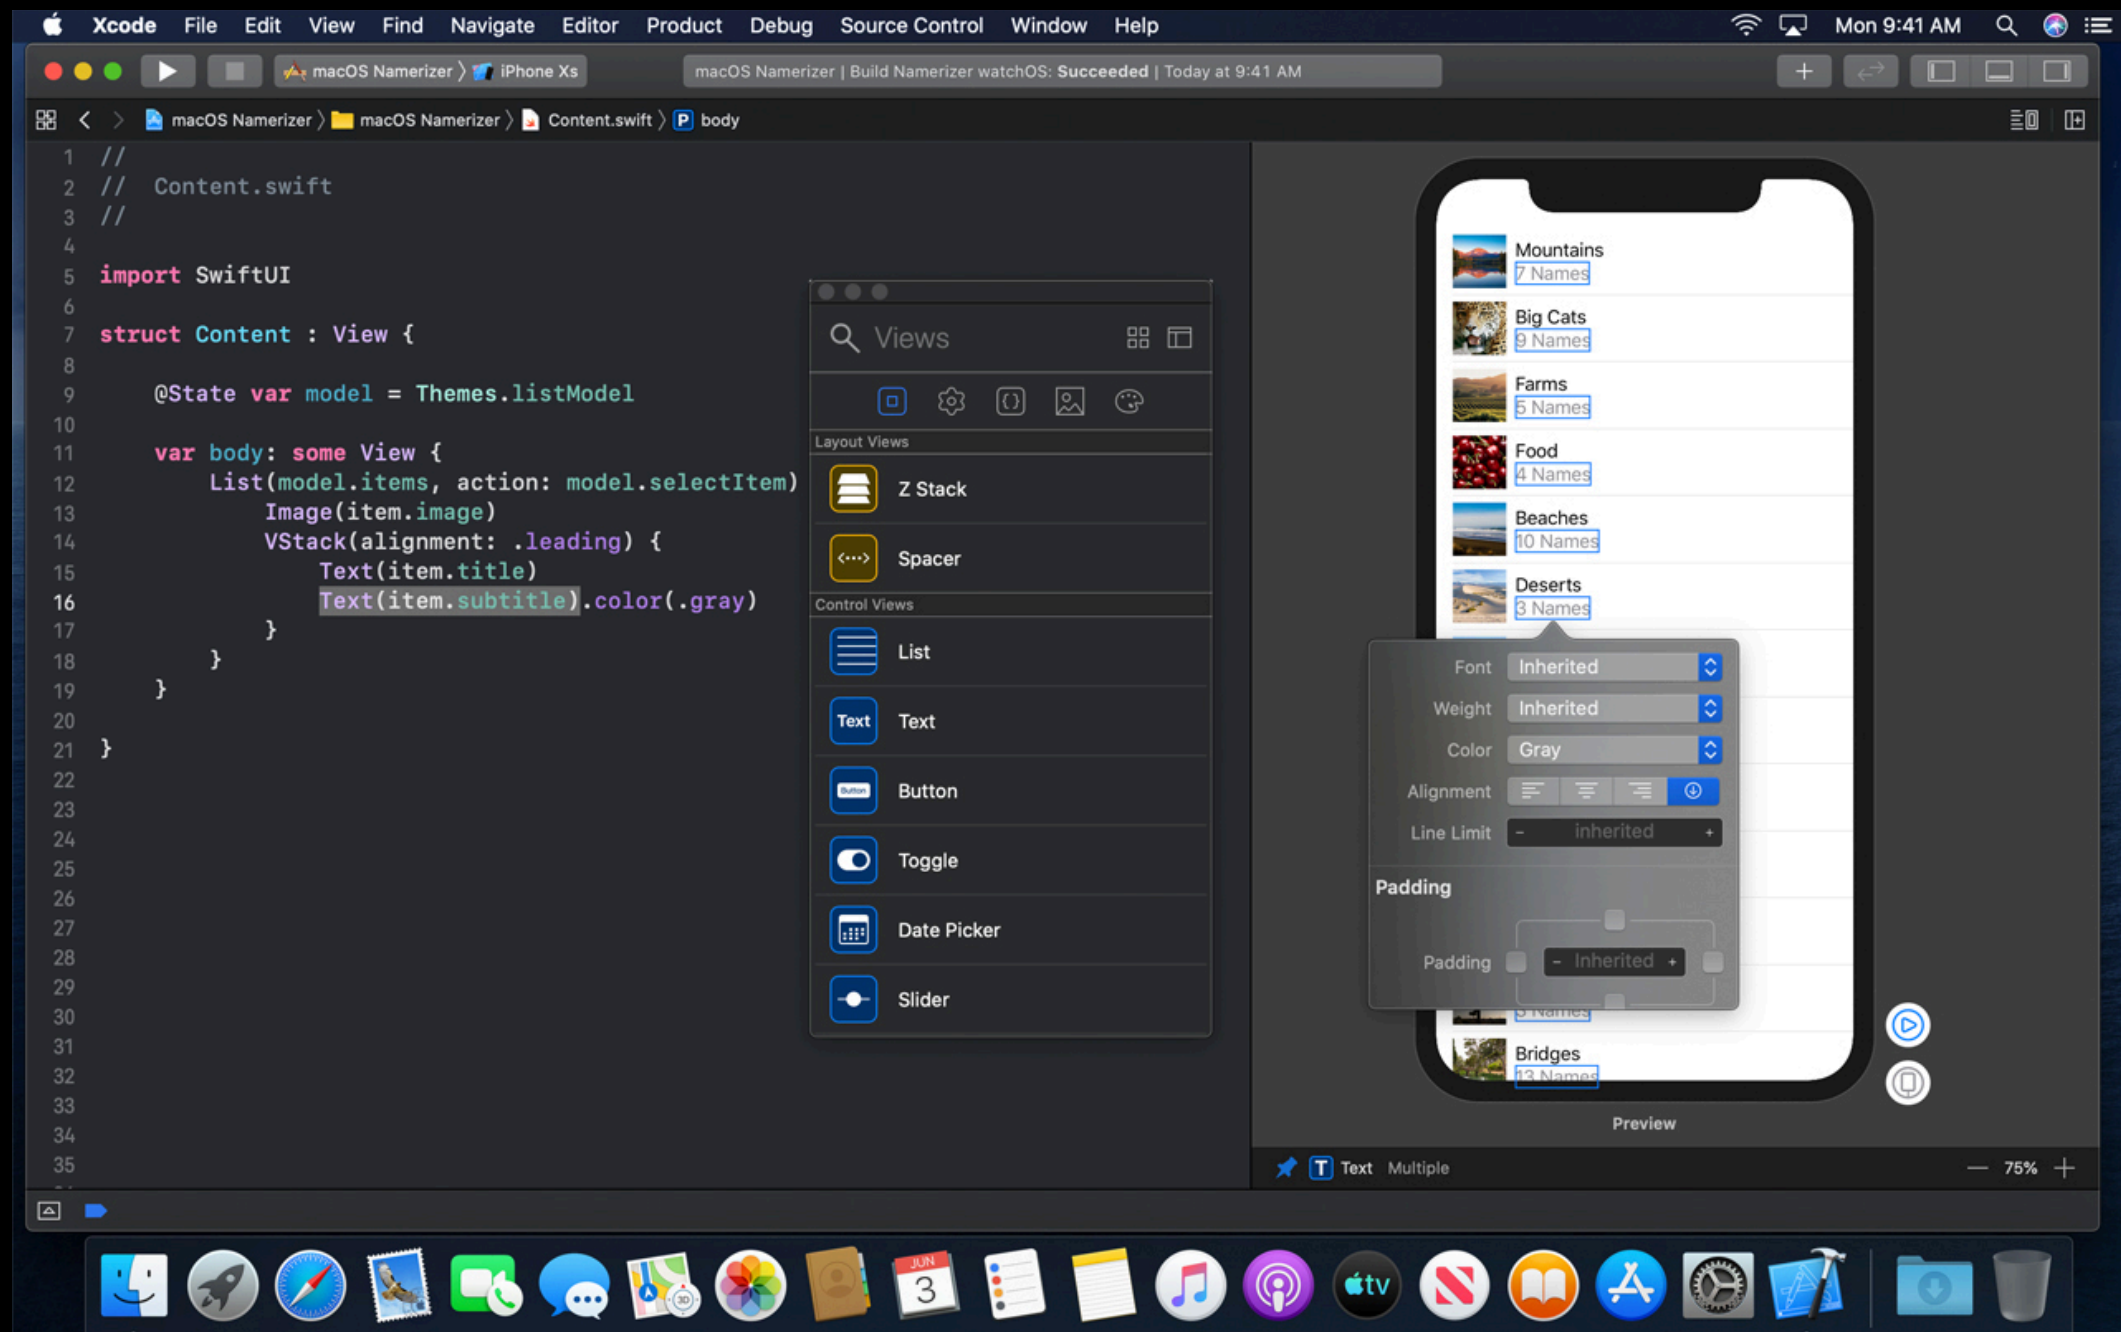 Xcode File Edit View Find Navigate Editor Product Debug Source Control Window Help Mon 9:41 AM
macOS Namerizer 〉 iPhone Xs
macOS Namerizer | Build Namerizer watchOS: Succeeded | Today at 9:41 AM
macOS Namerizer 〉 macOS Namerizer 〉 Content.swift 〉 P body
1 //
2 // Content.swift
3 //
4
5 import SwiftUI
6
7 struct Content : View {
8
9 @State var model = Themes.listModel
10
11 var body: some View {
12 List(model.items, action: model.selectItem)
13 Image(item.image)
14 VStack(alignment: .leading) {
15 Text(item.title)
16 Text(item.subtitle).color(.gray)
17 }
18 }
19 }
20
21 }
22
23
24
25
26
27
28
29
30
31
32
33
34
35
Views
Layout Views
Z Stack
Spacer
Control Views
List
Text Text
Button Button
Toggle
Date Picker
Slider
Mountains
7 Names
Big Cats
9 Names
Farms
5 Names
Food
4 Names
Beaches
10 Names
Deserts
3 Names
Font Inherited
Weight Inherited
Color Gray
Alignment
Line Limit - inherited +
Padding
Padding - Inherited +
Names
Bridges
13 Names
Preview
T Text Multiple
— 75% +
JUN
3
3D
tv